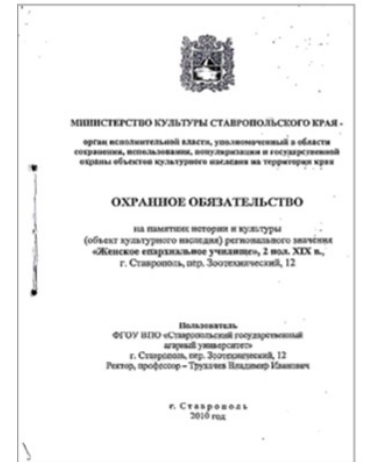 МИНИСТЕРСТВО КУЛЬТУРЫ СТАВРОПОЛЬСКОГО КРАЯ -
орган исполнительной власти, уполномоченный в области
сохранения, использования, популяризации и государственной
охраны объектов культурного наследия на территории края
ОХРАННОЕ ОБЯЗАТЕЛЬСТВО
на памятник истории и культуры
(объект культурного наследия) регионального значения
«Женское епархиальное училище», 2 пол. XIX в.,
г. Ставрополь, пер. Зоотехнический, 12
Пользователь
ФГОУ ВПО «Ставропольский государственный
аграрный университет»
г. Ставрополь, пер. Зоотехнический, 12
Ректор, профессор – Трухачев Владимир Иванович
г. Ставрополь
2010 год